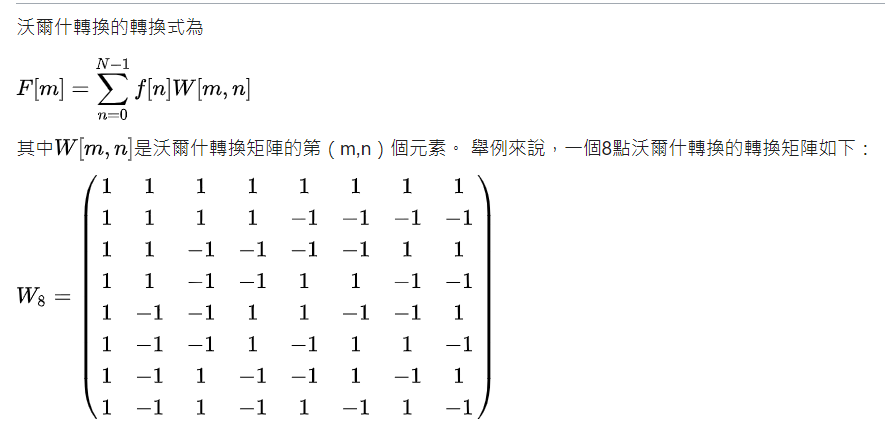 沃爾什轉換的轉換式為
F[m] = \sum_{n=0}^{N-1} f[n]W[m, n]
其中W[m, n]是沃爾什轉換矩陣的第（m,n）個元素。 舉例來說，一個8點沃爾什轉換的轉換矩陣如下：
1 1 1 1 1 1 1 1
1 1 1 1 −1 −1 −1 −1
1 1 −1 −1 −1 −1 1 1
1 1 −1 −1 1 1 −1 −1
W₈ =
1 −1 −1 1 1 −1 −1 1
1 −1 −1 1 −1 1 1 −1
1 −1 1 −1 −1 1 −1 1
1 −1 1 −1 1 −1 1 −1